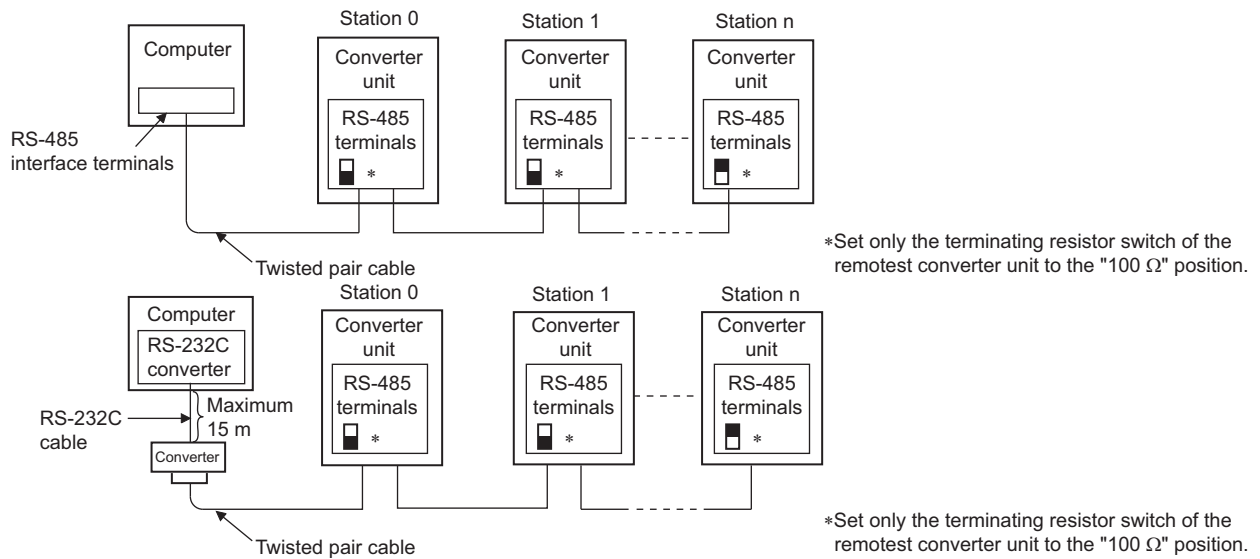 Station 0
Station 1
Station n
Computer
Converter
unit
Converter
unit
Converter
unit
RS-485
terminals
*
RS-485
terminals
*
RS-485
terminals
*
RS-485
interface terminals
Twisted pair cable
*Set only the terminating resistor switch of the
remotest converter unit to the "100 Ω" position.
Station 0
Station 1
Station n
Computer
RS-232C
converter
Converter
unit
Converter
unit
Converter
unit
RS-485
terminals
*
RS-485
terminals
*
RS-485
terminals
*
RS-232C
cable
Maximum
15 m
Converter
Twisted pair cable
*Set only the terminating resistor switch of the
remotest converter unit to the "100 Ω" position.